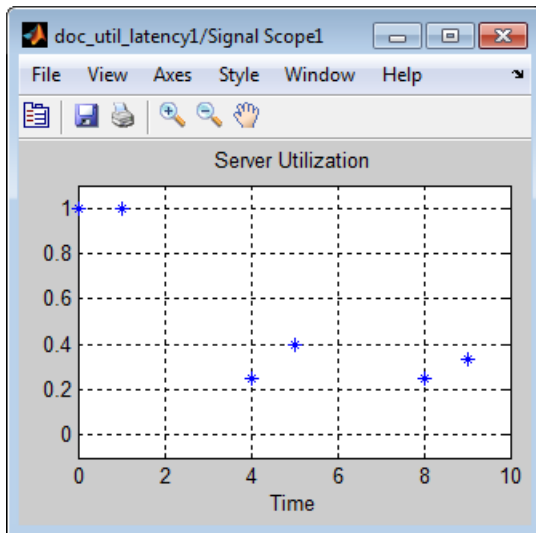 doc_util_latency1/Signal Scope1
File View Axes Style Window Help
Server Utilization
1
0.8
0.6
0.4
0.2
0
0 2 4 6 8 10
Time